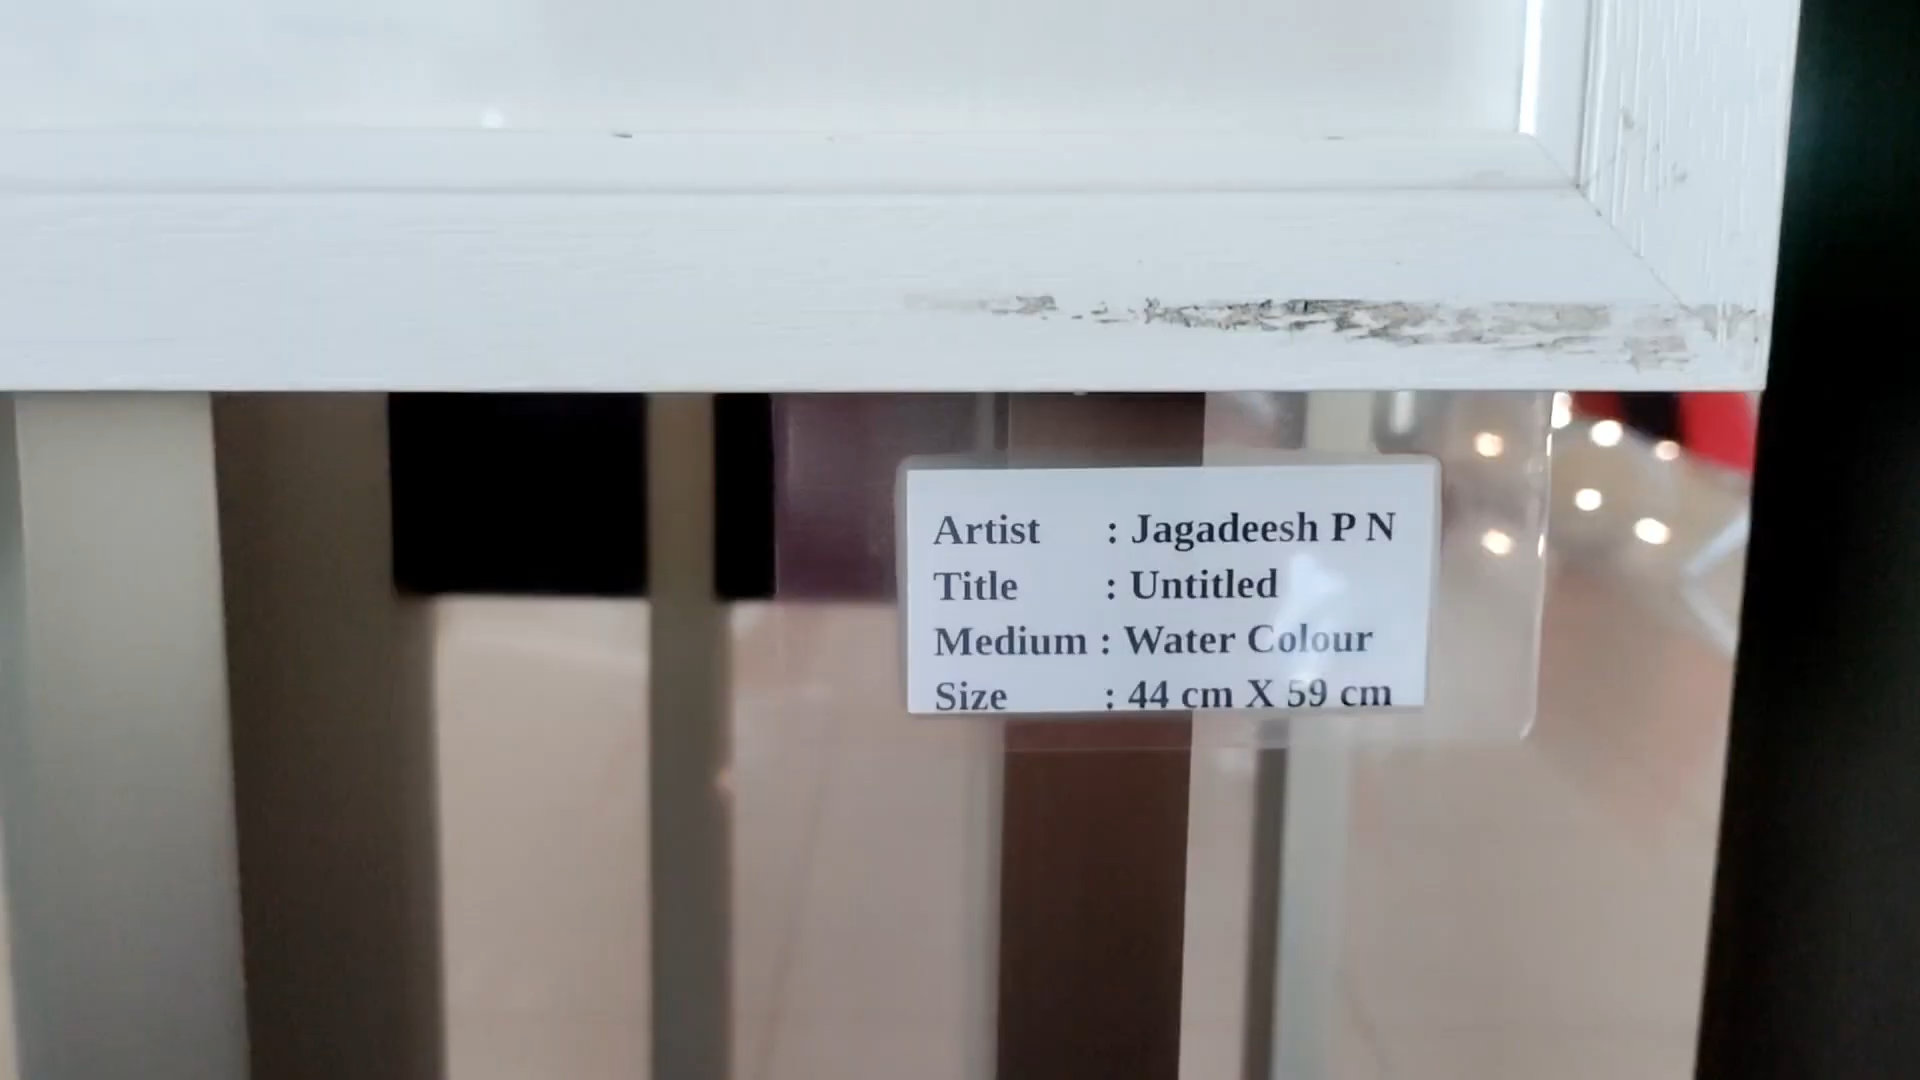 Artist : Jagadeesh P N
Title : Untitled
Medium : Water Colour
Size : 44 cm X 59 cm